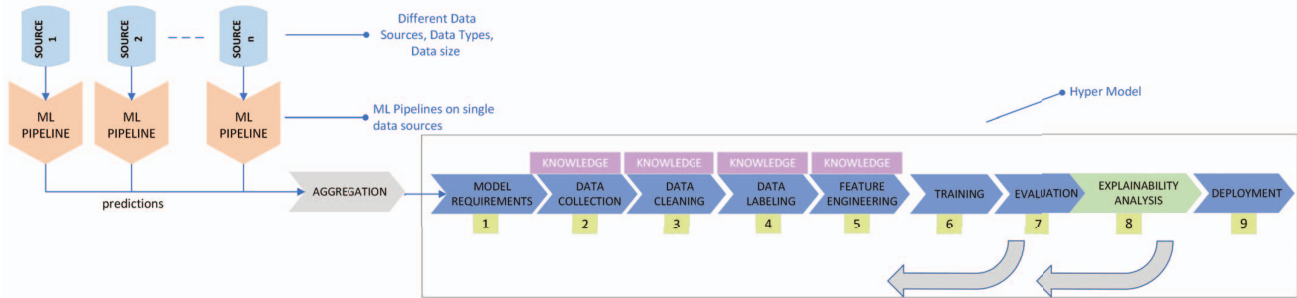 SOURCE
1
SOURCE
2
SOURCE
n
Different Data
Sources, Data Types,
Data size
ML
PIPELINE
ML
PIPELINE
ML
PIPELINE
ML Pipelines on single
data sources
Hyper Model
predictions
AGGREGATION
KNOWLEDGE
KNOWLEDGE
KNOWLEDGE
KNOWLEDGE
MODEL
REQUIREMENTS
1
DATA
COLLECTION
2
DATA
CLEANING
3
DATA
LABELING
4
FEATURE
ENGINEERING
5
TRAINING
6
EVALUATION
7
EXPLAINABILITY
ANALYSIS
8
DEPLOYMENT
9